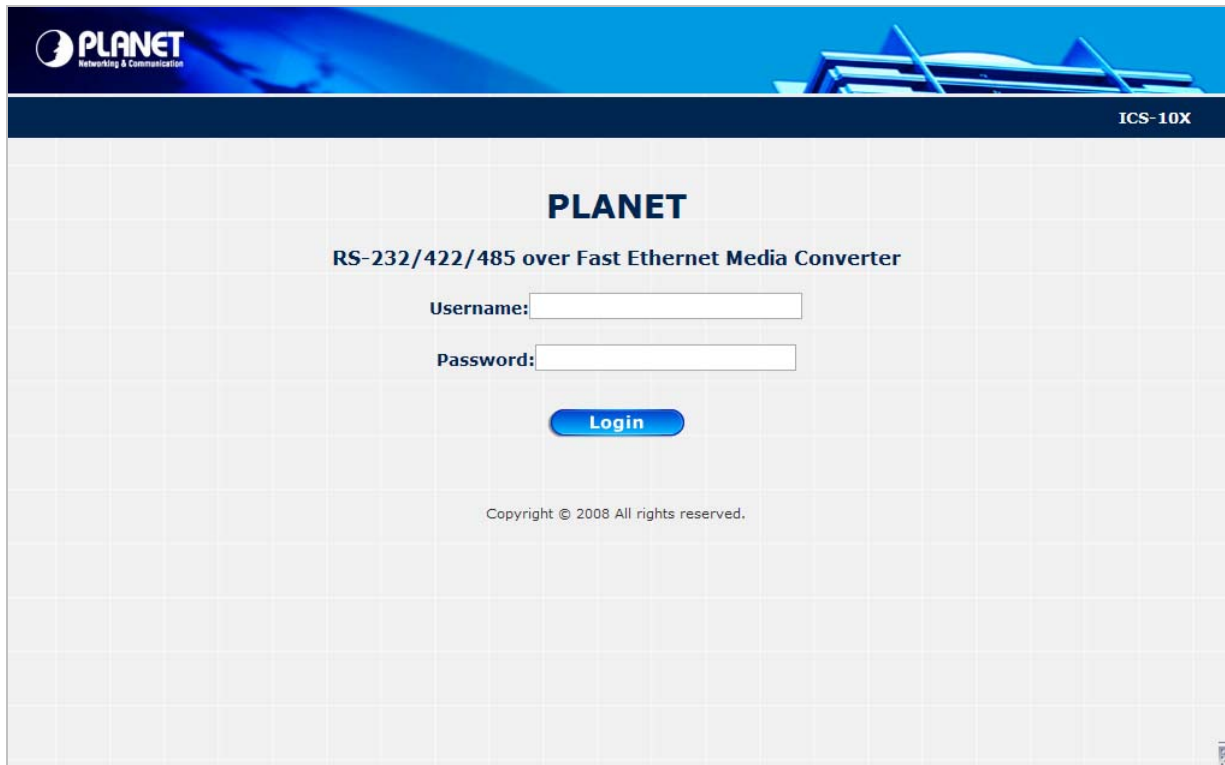 PLANET
Networking & Communication
ICS-10X
PLANET
RS-232/422/485 over Fast Ethernet Media Converter
Username:
Password:
Login
Copyright © 2008 All rights reserved.